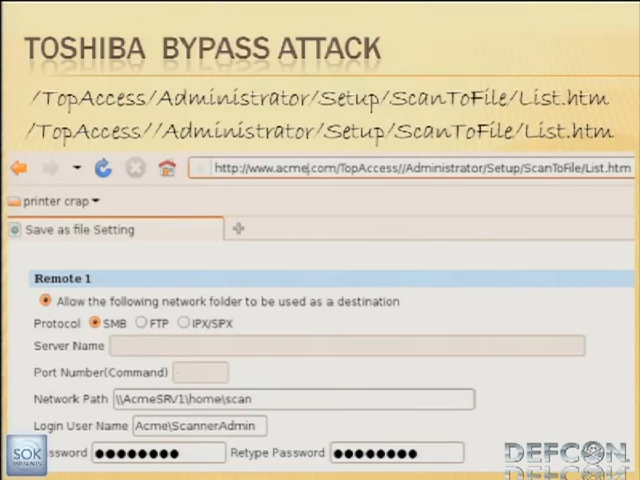 TOSHIBA BYPASS ATTACK
/TopAccess/Administrator/Setup/ScanToFile/List.htm
/TopAccess//Administrator/Setup/ScanToFile/List.htm
http://www.acme.com/TopAccess//Administrator/Setup/ScanToFile/List.htm
printer crap
Save as file Setting
Remote 1
Allow the following network folder to be used as a destination
Protocol SMB FTP IPX/SPX
Server Name
Port Number(Command)
Network Path \\AcmeSRV1\home\scan
Login User Name Acme\ScannerAdmin
ssword ●●●●●●●● Retype Password ●●●●●●●●
SOK
DEFCON